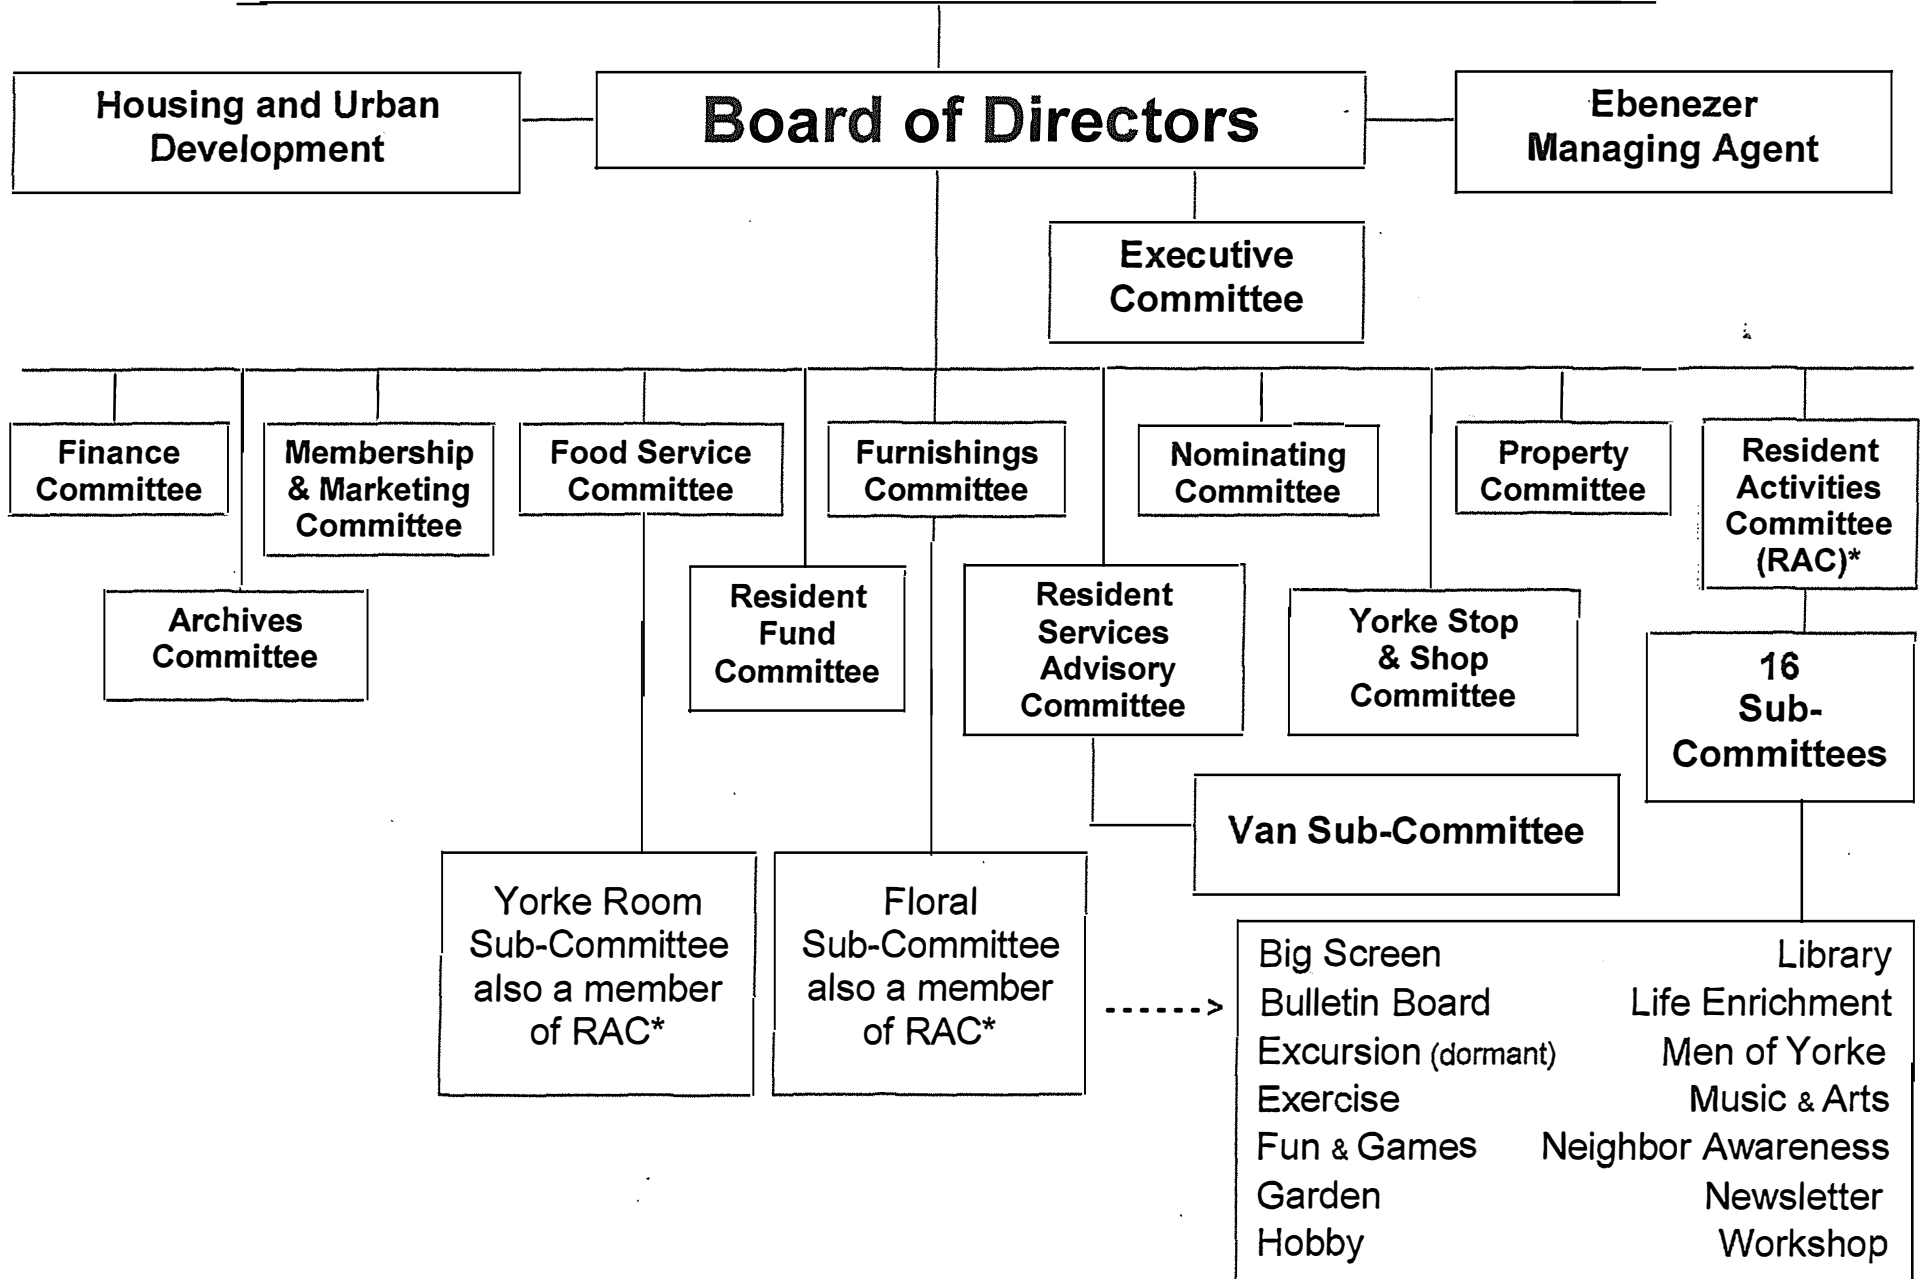 Housing and Urban
Development
Board of Directors
Ebenezer
Managing Agent
Executive
Committee
Finance
Committee
Membership
& Marketing
Committee
Food Service
Committee
Furnishings
Committee
Nominating
Committee
Property
Committee
Resident
Activities
Committee
(RAC)*
Archives
Committee
Resident
Fund
Committee
Resident
Services
Advisory
Committee
Yorke Stop
& Shop
Committee
16
Sub-
Committees
Van Sub-Committee
Yorke Room
Sub-Committee
also a member
of RAC*
Floral
Sub-Committee
also a member
of RAC*
Big Screen Library
Bulletin Board Life Enrichment
Excursion (dormant) Men of Yorke
Exercise Music & Arts
Fun & Games Neighbor Awareness
Garden Newsletter
Hobby Workshop